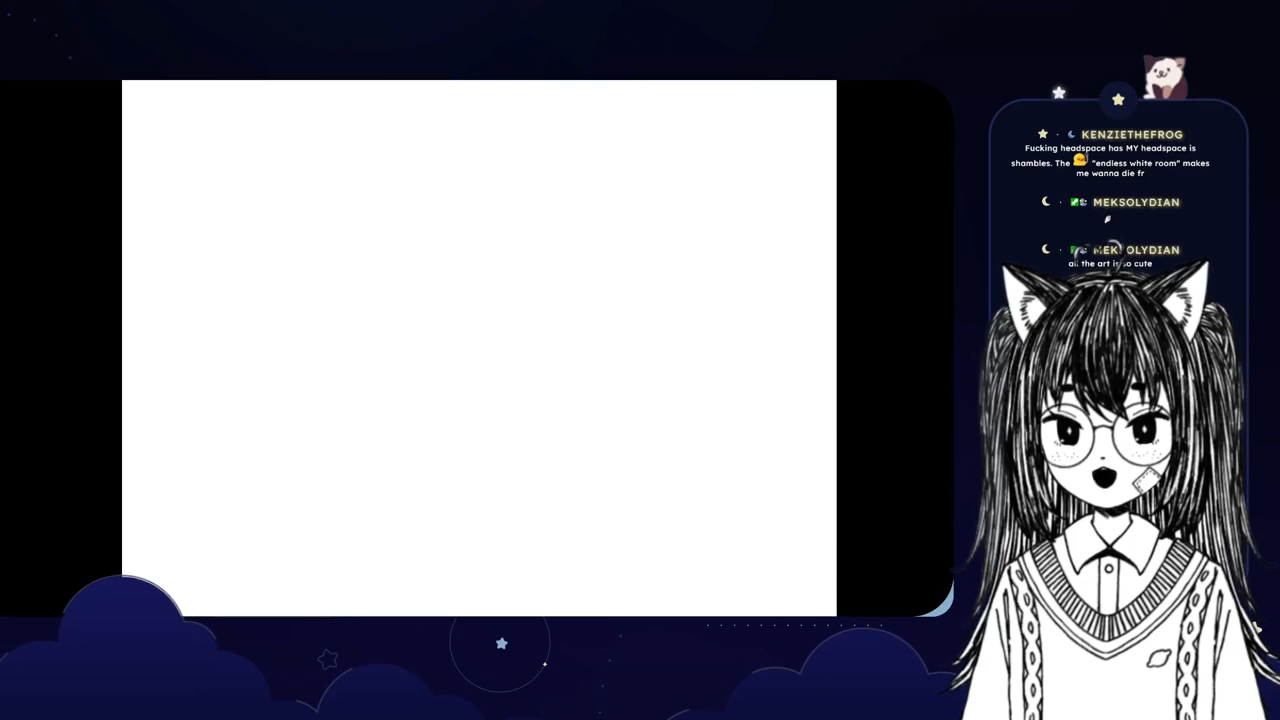 KENZIETHEFROG
Fucking headspace has MY headspace is
shambles. The "endless white room" makes
me wanna die fr
MEKSOLYDIAN
MEKSOLYDIAN
all the art is so cute